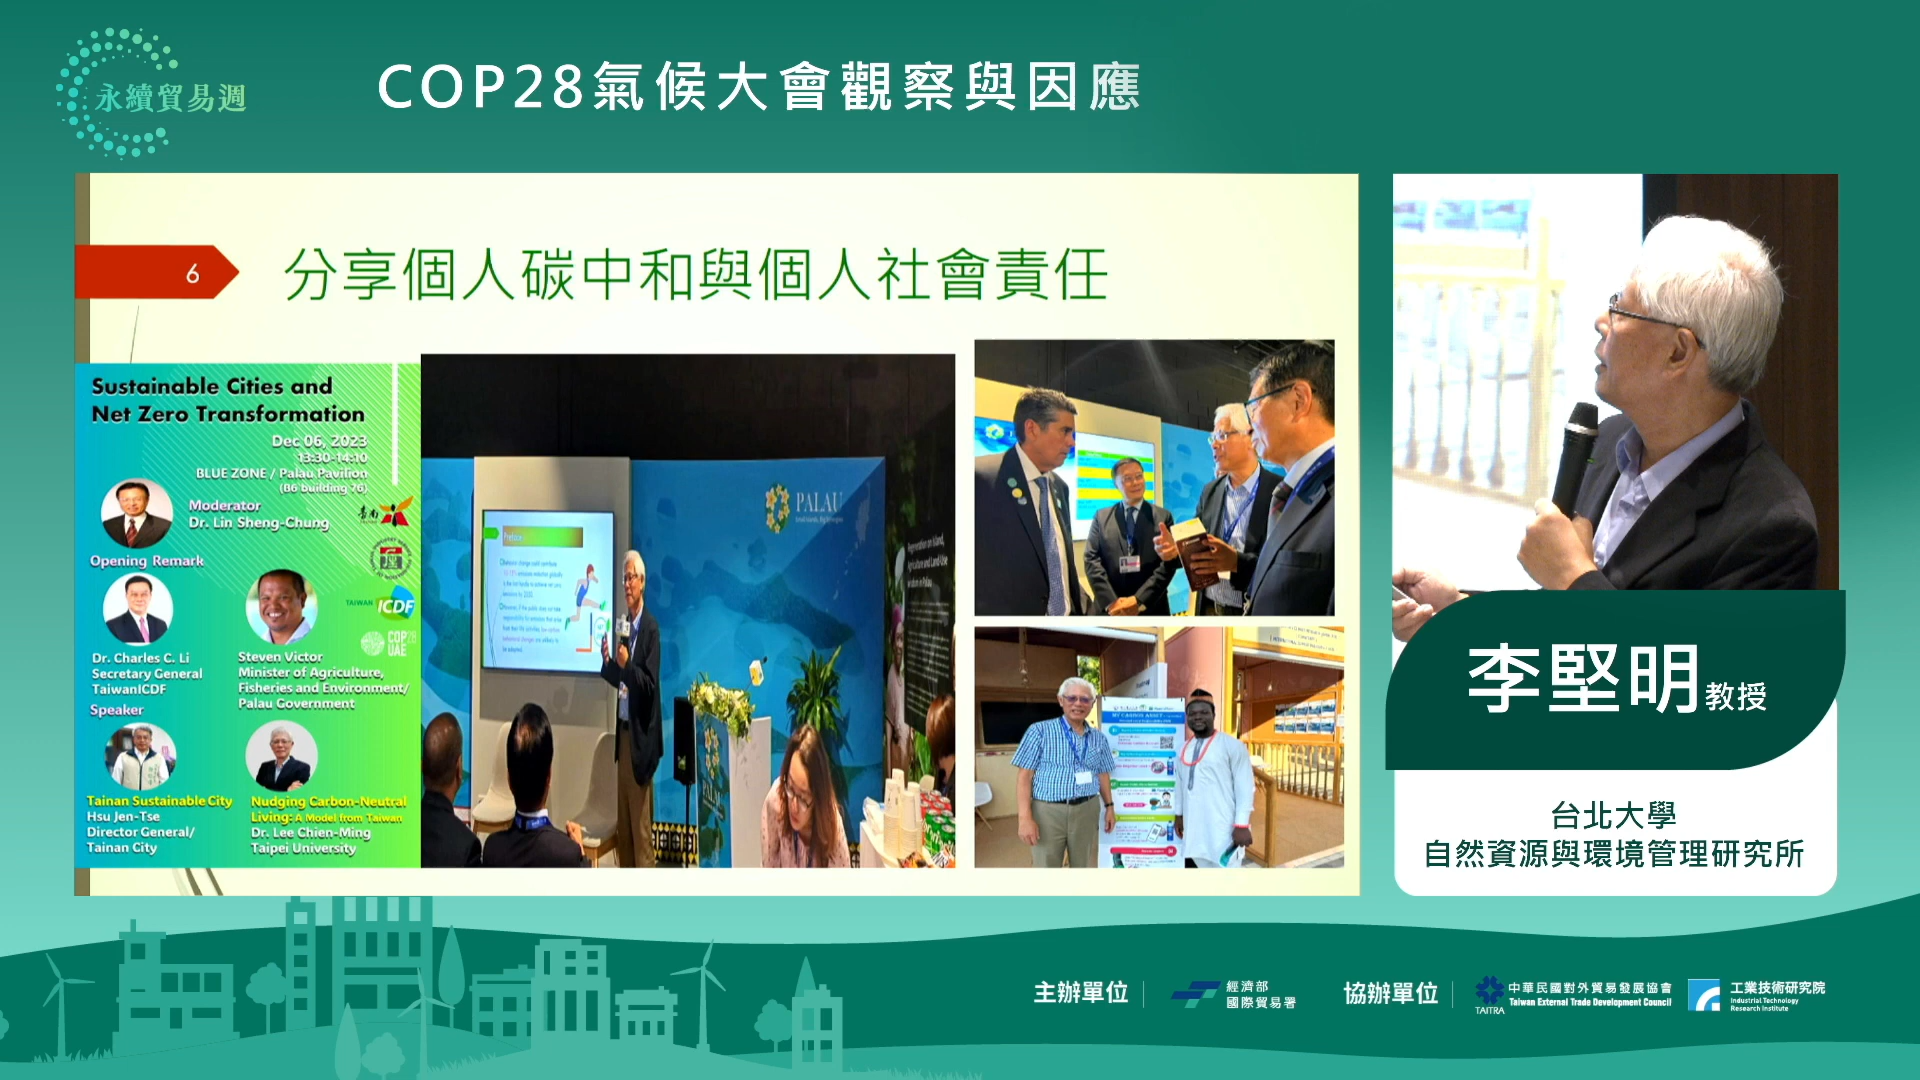 永續貿易週
COP28氣候大會觀察與因應
6
分享個人碳中和與個人社會責任
Sustainable Cities and
Net Zero Transformation
Dec 06, 2023
13:30-14:10
BLUE ZONE / Palau Pavilion
(B6 building 76)
Moderator
Dr. Lin Sheng-Chung
臺南
Opening Remark
TAIWAN ICDF
COP28
UAE
Dr. Charles C. Li
Secretary General
TaiwanICDF
Steven Victor
Minister of Agriculture,
Fisheries and Environment/
Palau Government
Speaker
Tainan Sustainable City
Hsu Jen-Tse
Director General/
Tainan City
Nudging Carbon-Neutral
Living: A Model from Taiwan
Dr. Lee Chien-Ming
Taipei University
Preface
PALAU
李堅明教授
台北大學
自然資源與環境管理研究所
主辦單位
經濟部
國際貿易署
協辦單位
TAITRA
中華民國對外貿易發展協會
Taiwan External Trade Development Council
工業技術研究院
Industrial Technology
Research Institute